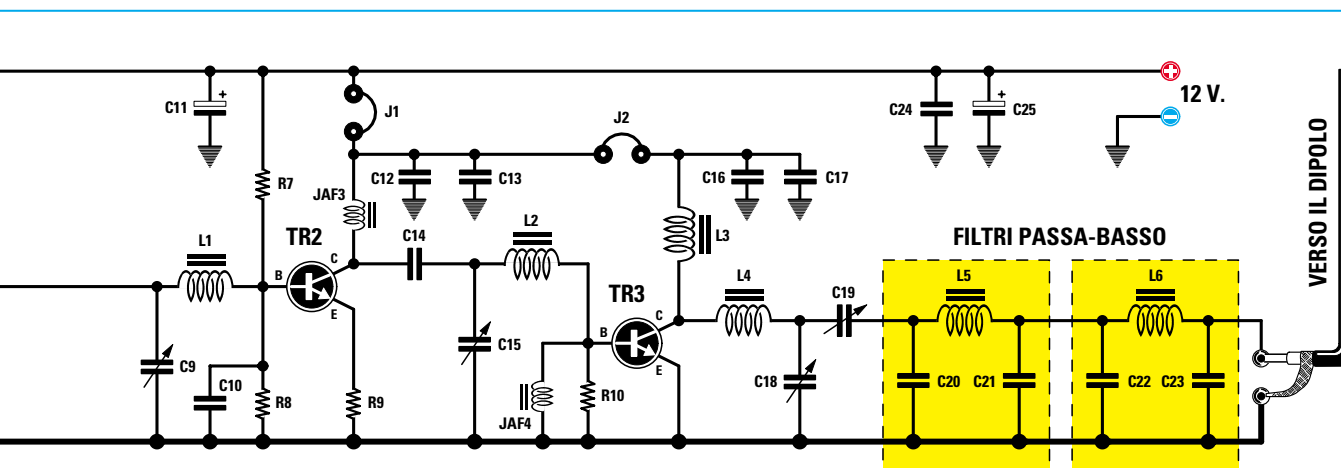 C11
+
R7
J1
J2
C24
+
C25
12 V.
JAF3
C12
C13
C16
C17
L1
TR2
C
B
E
C14
L2
L3
FILTRI PASSA-BASSO
VERSO IL DIPOLO
C9
C10
R8
R9
C15
TR3
C
B
E
JAF4
R10
L4
C19
C18
L5
C20
C21
L6
C22
C23